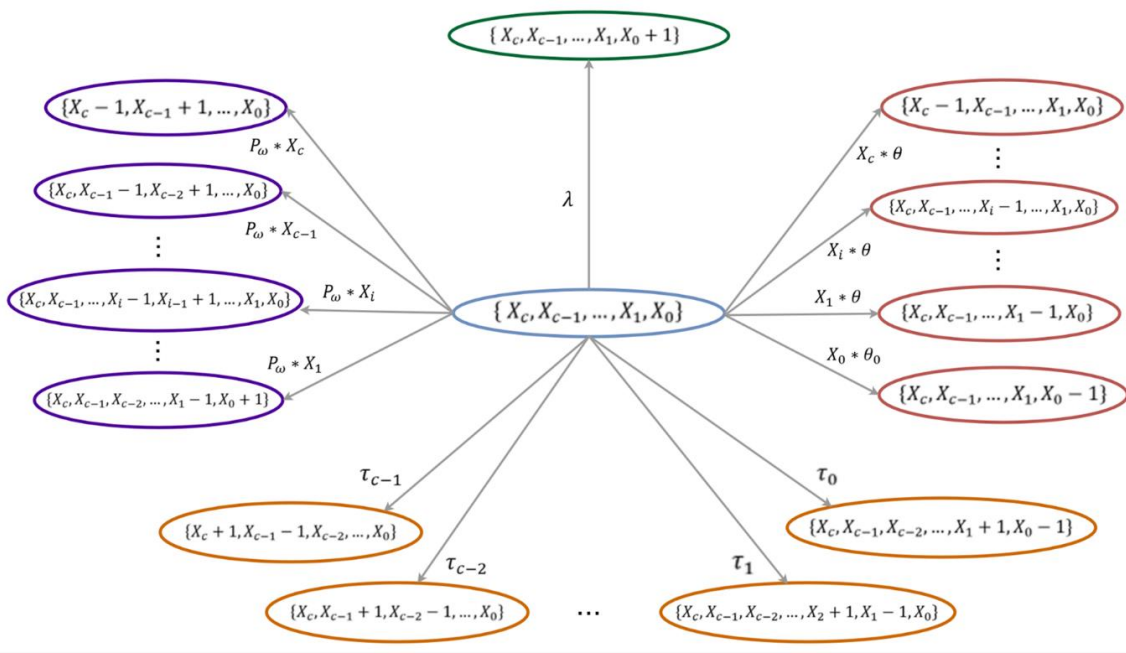 { X_c, X_{c−1}, ..., X_1, X_0 + 1}
{X_c − 1, X_{c−1} + 1, ..., X_0}
{X_c − 1, X_{c−1}, ..., X_1, X_0}
P_ω ∗ X_c
X_c ∗ θ
⋮
{X_c, X_{c−1} − 1, X_{c−2} + 1, ..., X_0}
λ
{X_c, X_{c−1}, ..., X_i − 1, ..., X_1, X_0}
P_ω ∗ X_{c−1}
X_i ∗ θ
⋮
⋮
{X_c, X_{c−1}, ..., X_i − 1, X_{i−1} + 1, ..., X_1, X_0}
P_ω ∗ X_i
{ X_c, X_{c−1}, ..., X_1, X_0}
X_1 ∗ θ
{X_c, X_{c−1}, ..., X_1 − 1, X_0}
⋮
P_ω ∗ X_1
X_0 ∗ θ_0
{X_c, X_{c−1}, X_{c−2}, ..., X_1 − 1, X_0 + 1}
{X_c, X_{c−1}, ..., X_1, X_0 − 1}
τ_{c−1}
τ_0
{X_c + 1, X_{c−1} − 1, X_{c−2}, ..., X_0}
{X_c, X_{c−1}, X_{c−2}, ..., X_1 + 1, X_0 − 1}
τ_{c−2}
τ_1
{X_c, X_{c−1} + 1, X_{c−2} − 1, ..., X_0}
...
{X_c, X_{c−1}, X_{c−2}, ..., X_2 + 1, X_1 − 1, X_0}